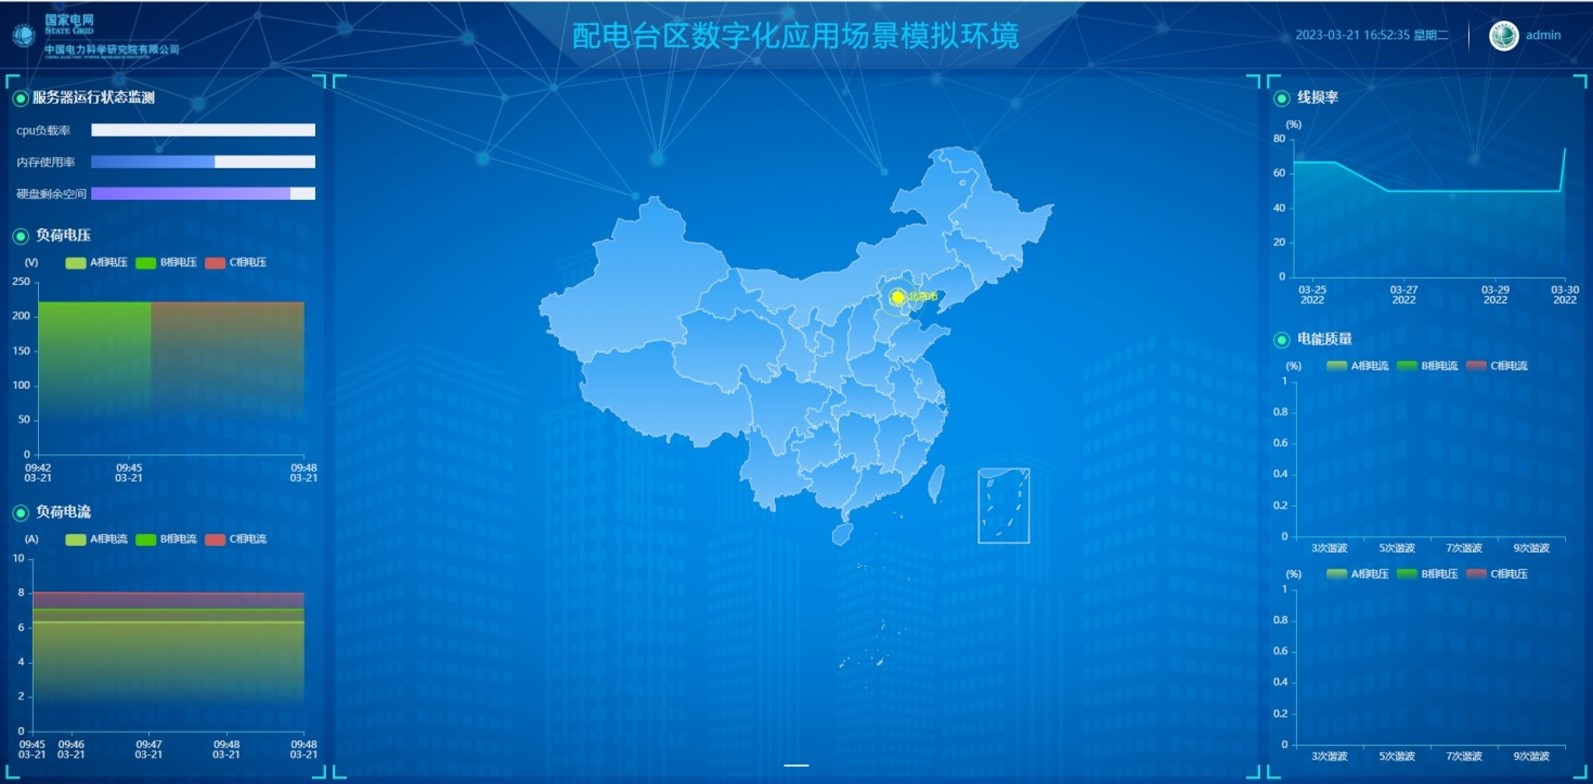 国家电网
STATE GRID
中国电力科学研究院有限公司
CHINA ELECTRIC POWER RESEARCH INSTITUTE
配电台区数字化应用场景模拟环境
2023-03-21 16:52:35 星期二
admin
服务器运行状态监测
cpu负载率
内存使用率
硬盘剩余空间
负荷电压
(V) A相电压 B相电压 C相电压
250
200
150
100
50
0
09:42 09:45 09:48
03-21 03-21 03-21
负荷电流
(A) A相电流 B相电流 C相电流
10
8
6
4
2
0
09:45 09:46 09:47 09:48 09:48
03-21 03-21 03-21 03-21 03-21
北京市
线损率
(%)
80
60
40
20
0
03-25 03-27 03-29 03-30
2022 2022 2022 2022
电能质量
(%) A相电流 B相电流 C相电流
1
0.8
0.6
0.4
0.2
0
3次谐波 5次谐波 7次谐波 9次谐波
(%) A相电压 B相电压 C相电压
1
0.8
0.6
0.4
0.2
0
3次谐波 5次谐波 7次谐波 9次谐波